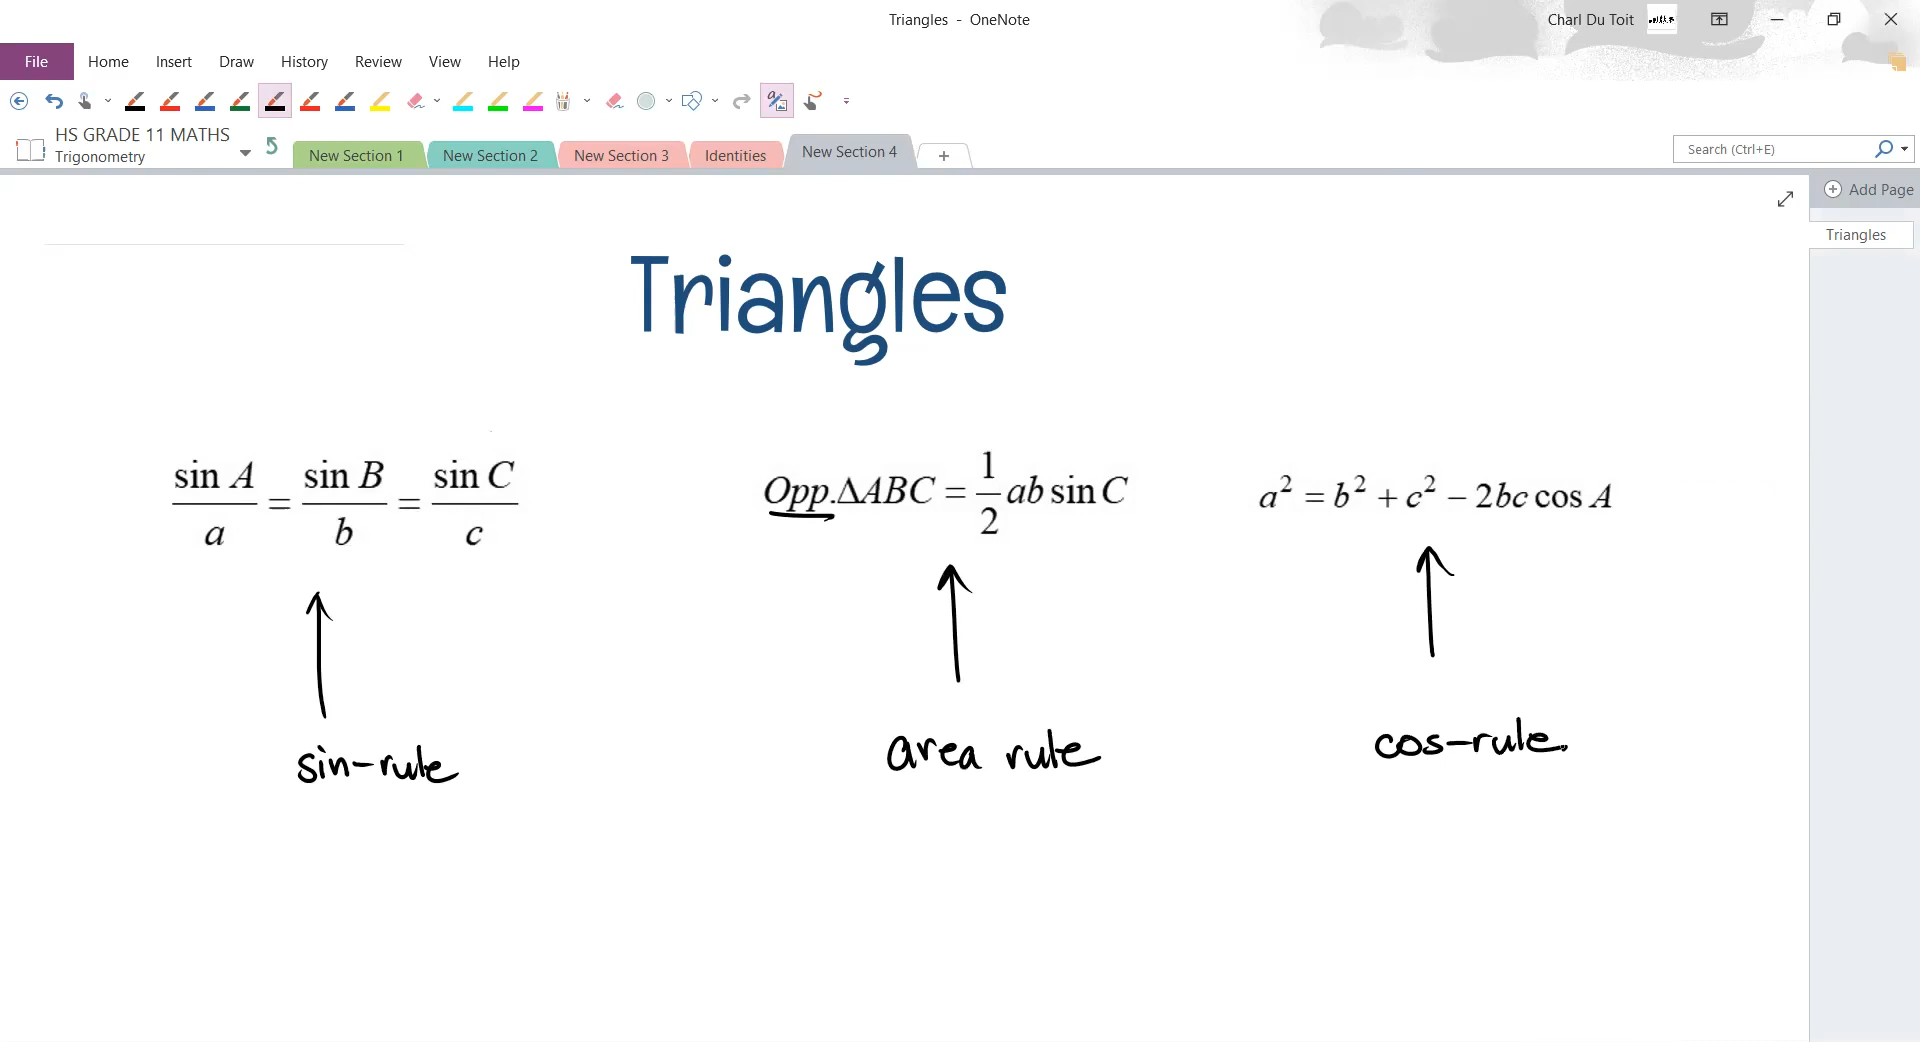 Triangles - OneNote
Charl Du Toit
File Home Insert Draw History Review View Help
HS GRADE 11 MATHS
Trigonometry
New Section 1 New Section 2 New Section 3 Identities New Section 4 +
Search (Ctrl+E)
Add Page
Triangles
Triangles
sin A / a = sin B / b = sin C / c
Opp.ΔABC = 1/2 ab sin C
a² = b² + c² − 2bc cos A
sin-rule
area rule
cos-rule.